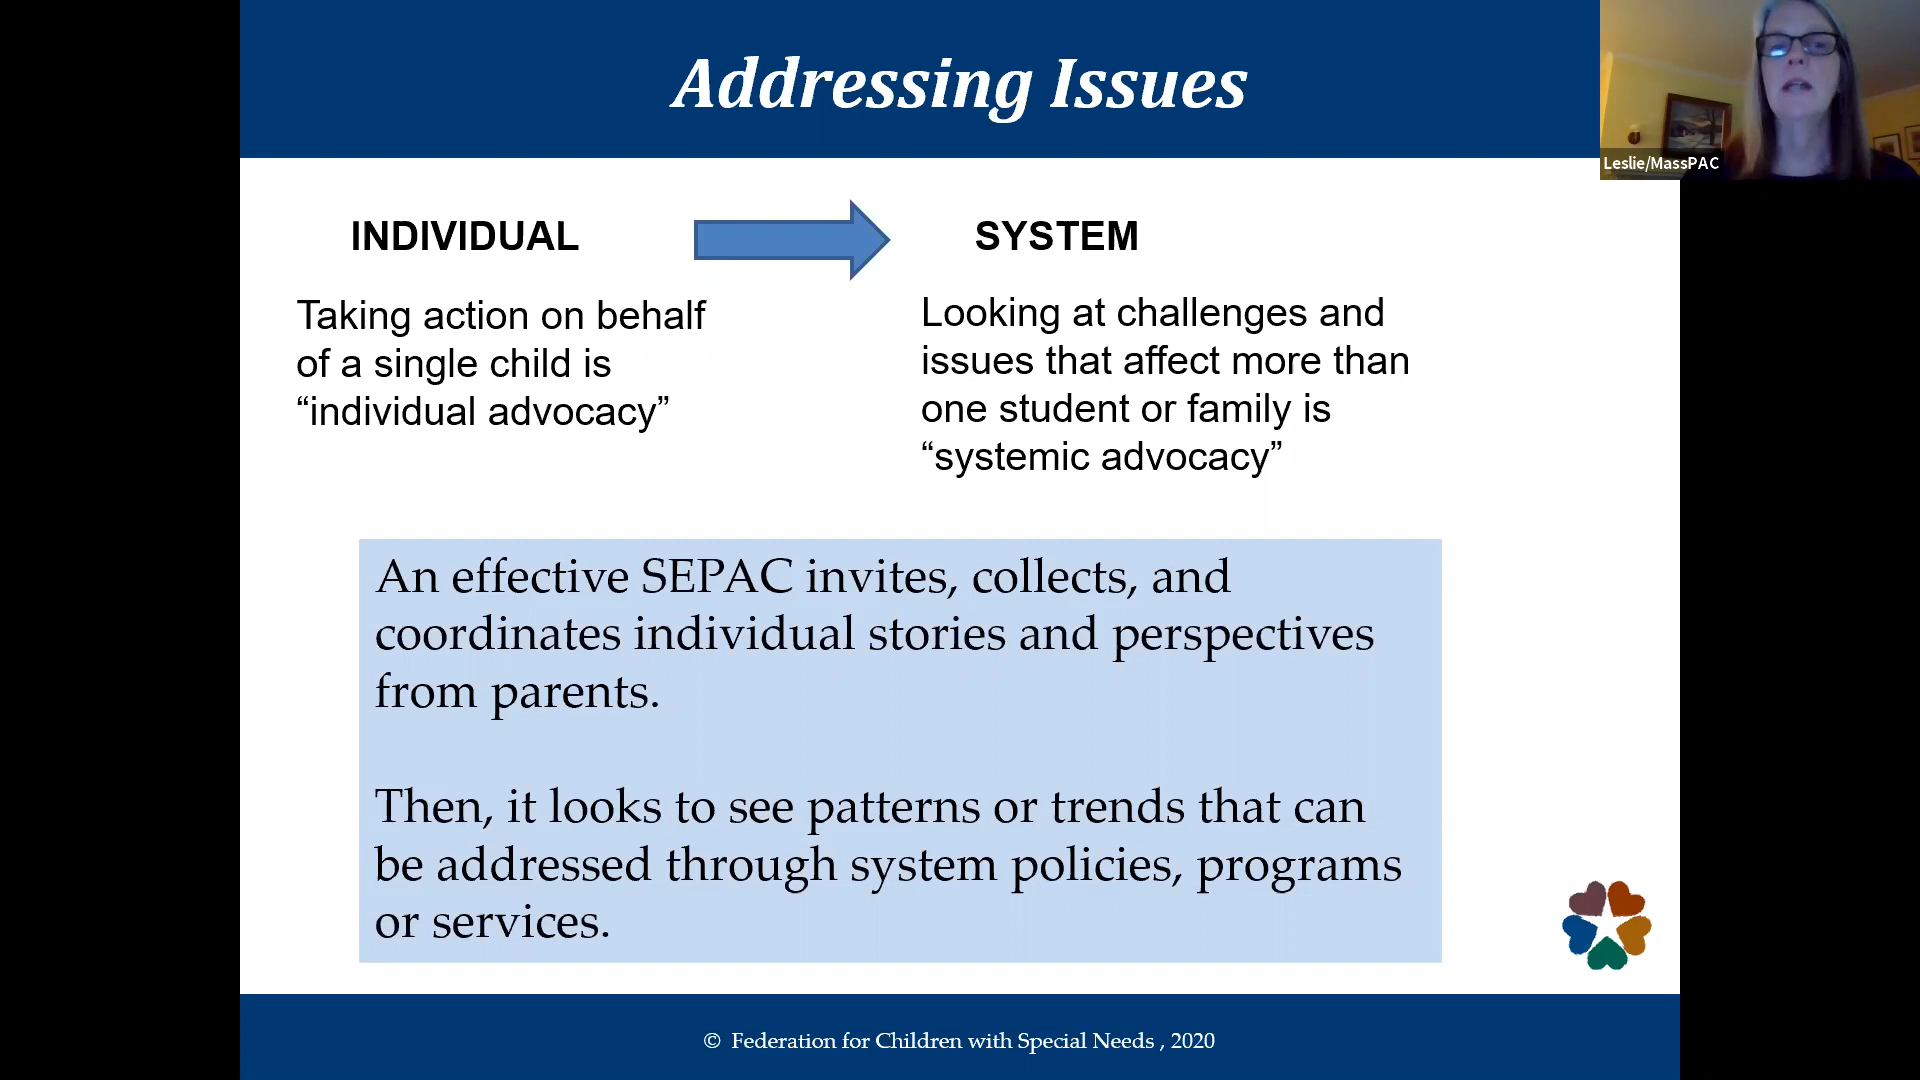 Addressing Issues
Leslie/MassPAC
INDIVIDUAL
Taking action on behalf
of a single child is
“individual advocacy”
SYSTEM
Looking at challenges and
issues that affect more than
one student or family is
“systemic advocacy”
An effective SEPAC invites, collects, and
coordinates individual stories and perspectives
from parents.
Then, it looks to see patterns or trends that can
be addressed through system policies, programs
or services.
© Federation for Children with Special Needs , 2020